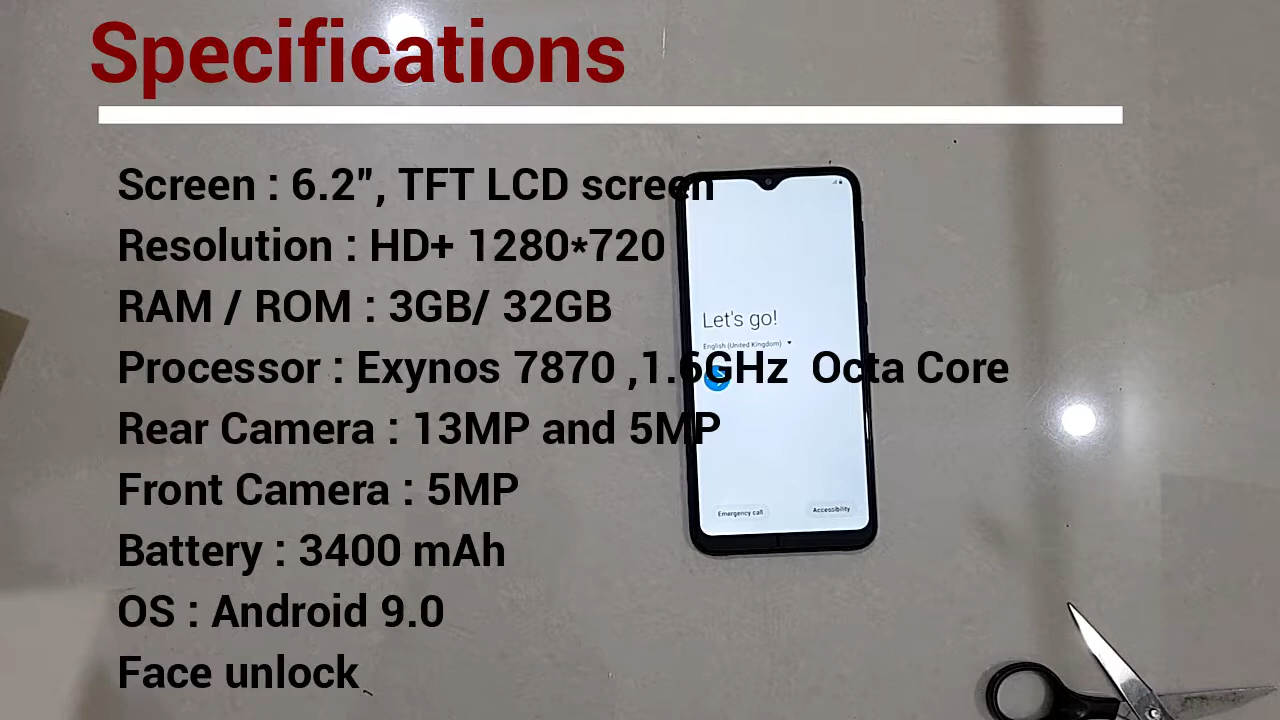 Specifications
Screen : 6.2", TFT LCD screen
Resolution : HD+ 1280*720
RAM / ROM : 3GB/ 32GB
Processor : Exynos 7870 ,1.6GHz Octa Core
Rear Camera : 13MP and 5MP
Front Camera : 5MP
Battery : 3400 mAh
OS : Android 9.0
Face unlock
Let's go!
English (United Kingdom)
Emergency call
Accessibility